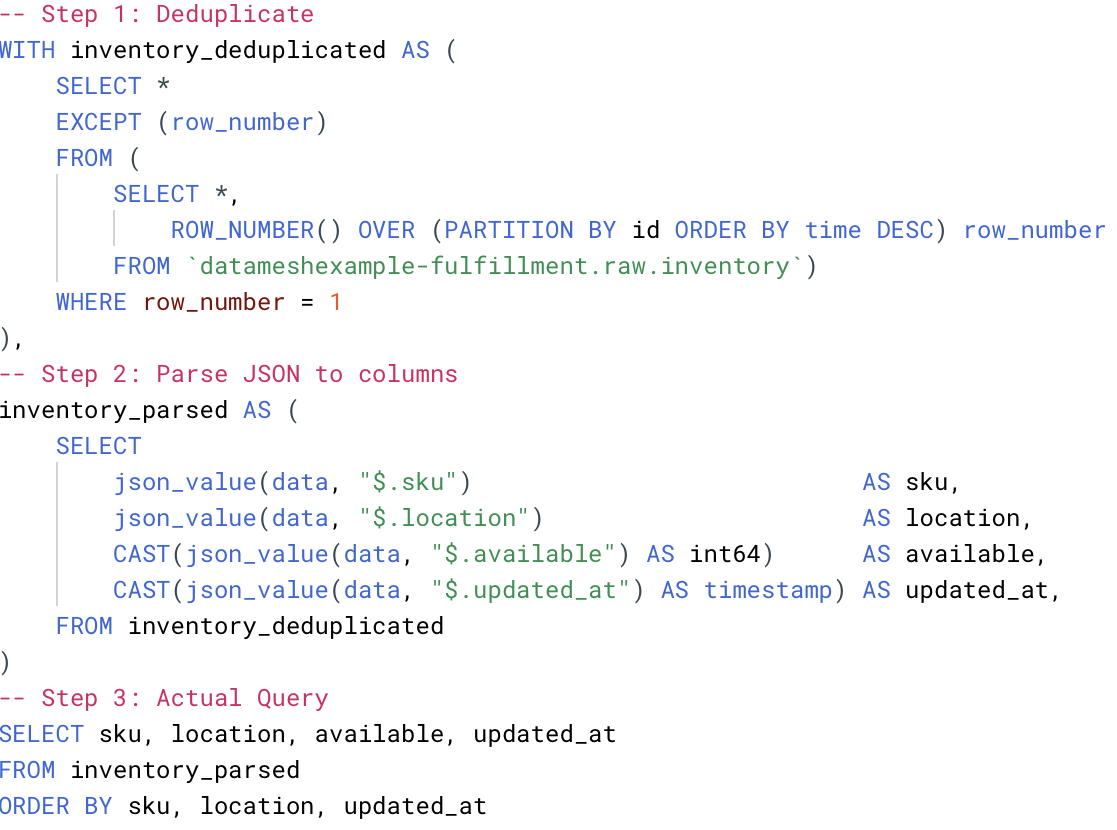 -- Step 1: Deduplicate
WITH inventory_deduplicated AS (
    SELECT *
    EXCEPT (row_number)
    FROM (
        SELECT *,
            ROW_NUMBER() OVER (PARTITION BY id ORDER BY time DESC) row_number
        FROM `datameshexample-fulfillment.raw.inventory`)
    WHERE row_number = 1
),
-- Step 2: Parse JSON to columns
inventory_parsed AS (
    SELECT
        json_value(data, "$.sku")                           AS sku,
        json_value(data, "$.location")                      AS location,
        CAST(json_value(data, "$.available") AS int64)      AS available,
        CAST(json_value(data, "$.updated_at") AS timestamp) AS updated_at,
    FROM inventory_deduplicated
)
-- Step 3: Actual Query
SELECT sku, location, available, updated_at
FROM inventory_parsed
ORDER BY sku, location, updated_at